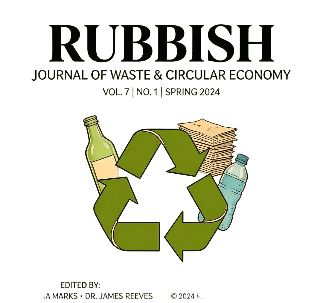 RUBBISH
JOURNAL OF WASTE & CIRCULAR ECONOMY
VOL. 7 | NO. 1 | SPRING 2024
EDITED BY:
MARKS • DR. JAMES REEVES © 2024